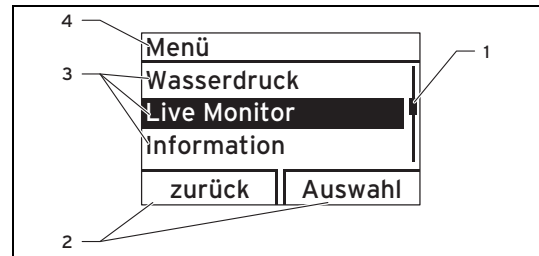 4
Menü
1
3
Wasserdruck
Live Monitor
Information
zurück Auswahl
2